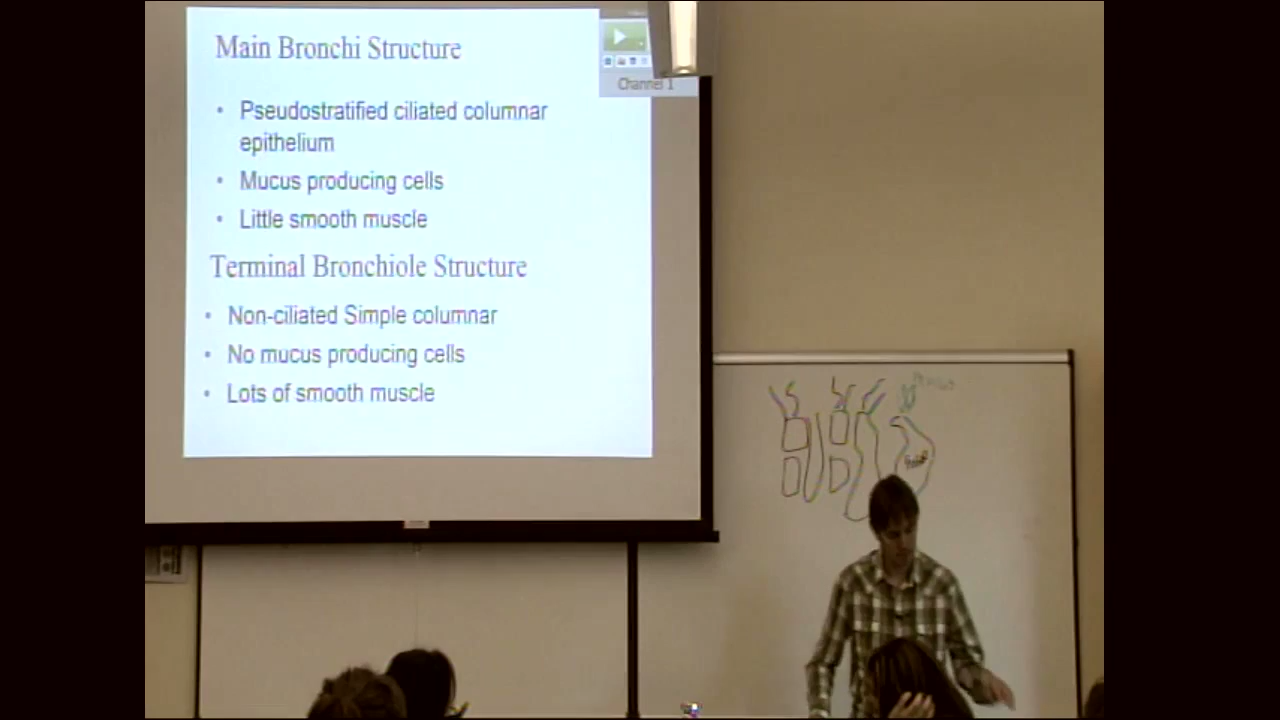 Main Bronchi Structure
• Pseudostratified ciliated columnar
epithelium
• Mucus producing cells
• Little smooth muscle
Terminal Bronchiole Structure
• Non-ciliated Simple columnar
• No mucus producing cells
• Lots of smooth muscle
Channel 1